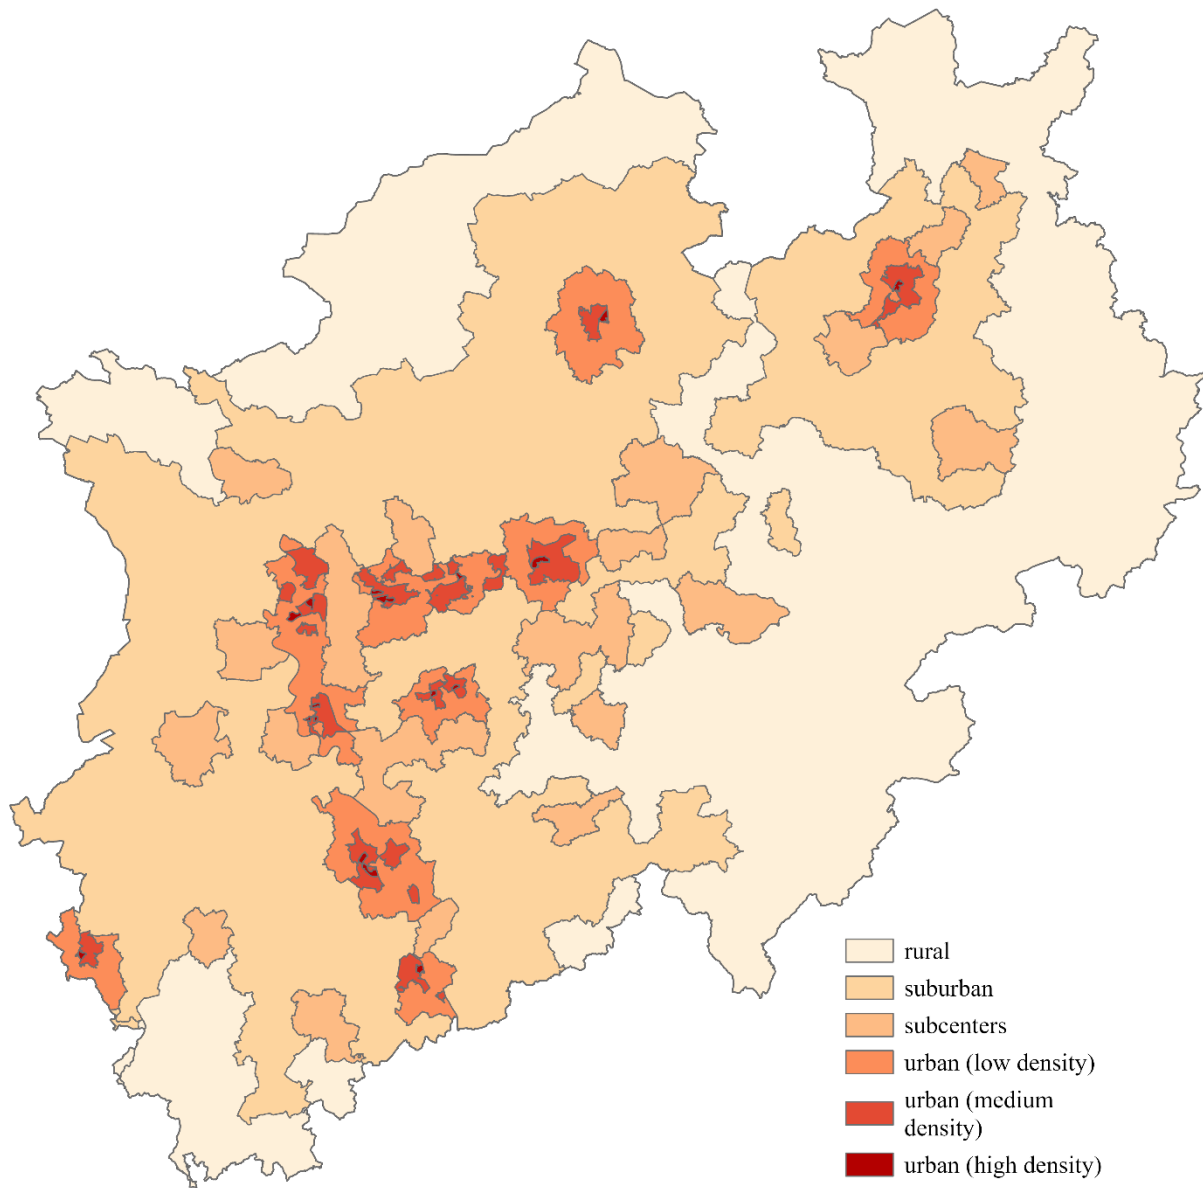 rural
suburban
subcenters
urban (low density)
urban (medium
density)
urban (high density)